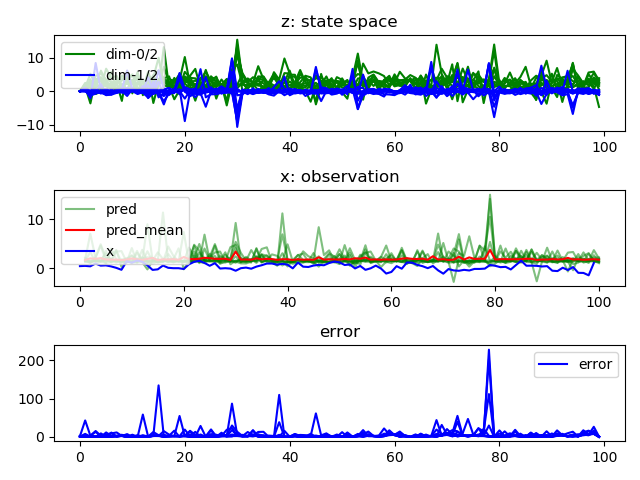 z: state space
10
0
−10
dim-0/2
dim-1/2
0 20 40 60 80 100
x: observation
10
0
pred
pred_mean
x
0 20 40 60 80 100
error
200
100
0
error
0 20 40 60 80 100